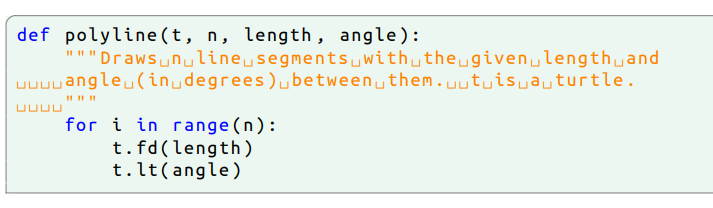 def polyline(t, n, length, angle):
    """Draws␣n␣line␣segments␣with␣the␣given␣length␣and
␣␣␣␣angle␣(in␣degrees)␣between␣them.␣␣t␣is␣a␣turtle.
␣␣␣␣"""
    for i in range(n):
        t.fd(length)
        t.lt(angle)